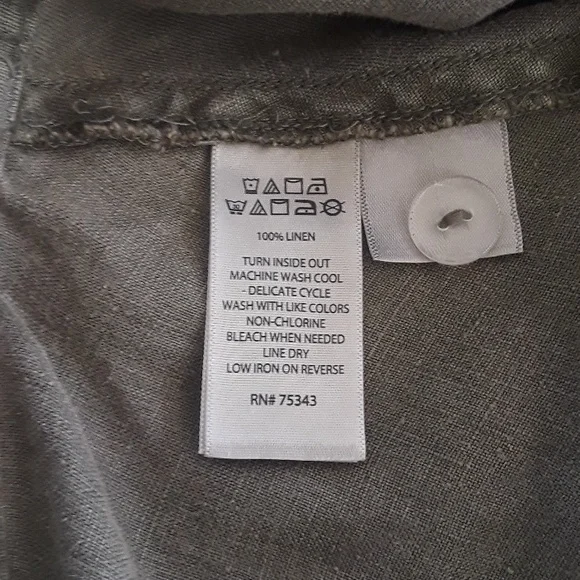 100% LINEN
TURN INSIDE OUT
MACHINE WASH COOL
- DELICATE CYCLE
WASH WITH LIKE COLORS
NON-CHLORINE
BLEACH WHEN NEEDED
LINE DRY
LOW IRON ON REVERSE
RN# 75343